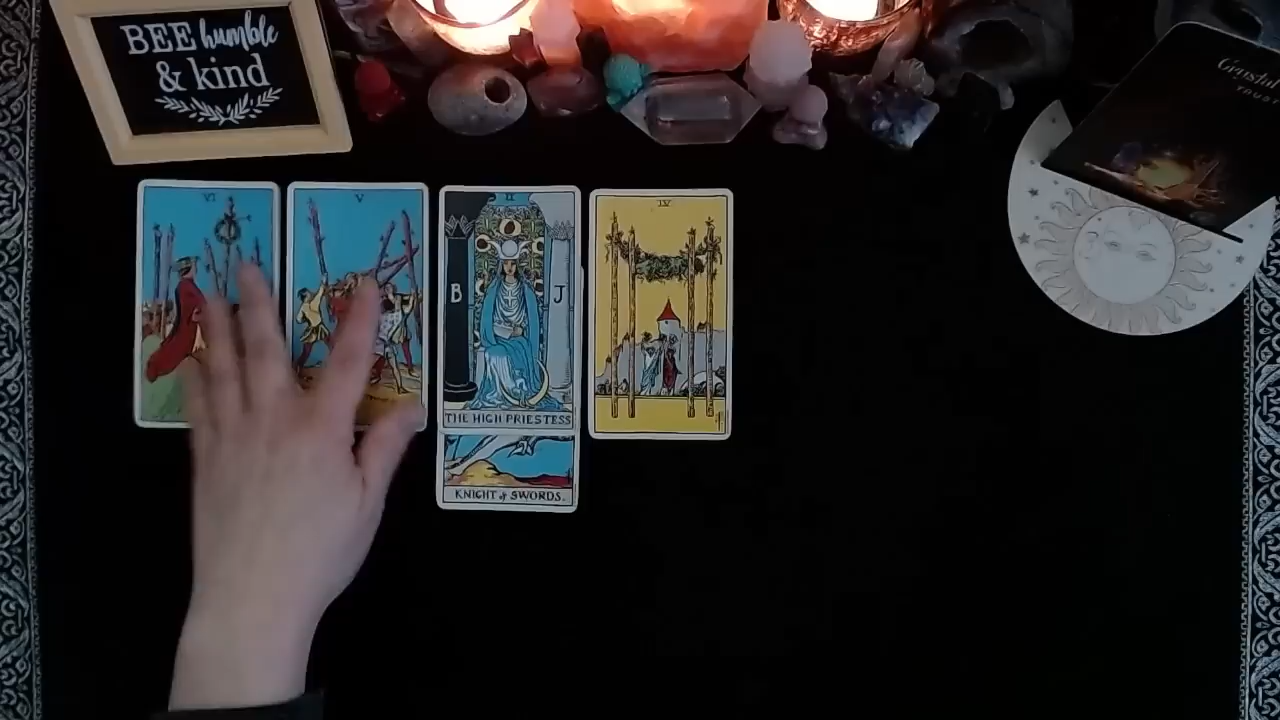 BEE humble
& kind
VI
V
II
IV
B
J
THE HIGH PRIESTESS
KNIGHT of SWORDS.